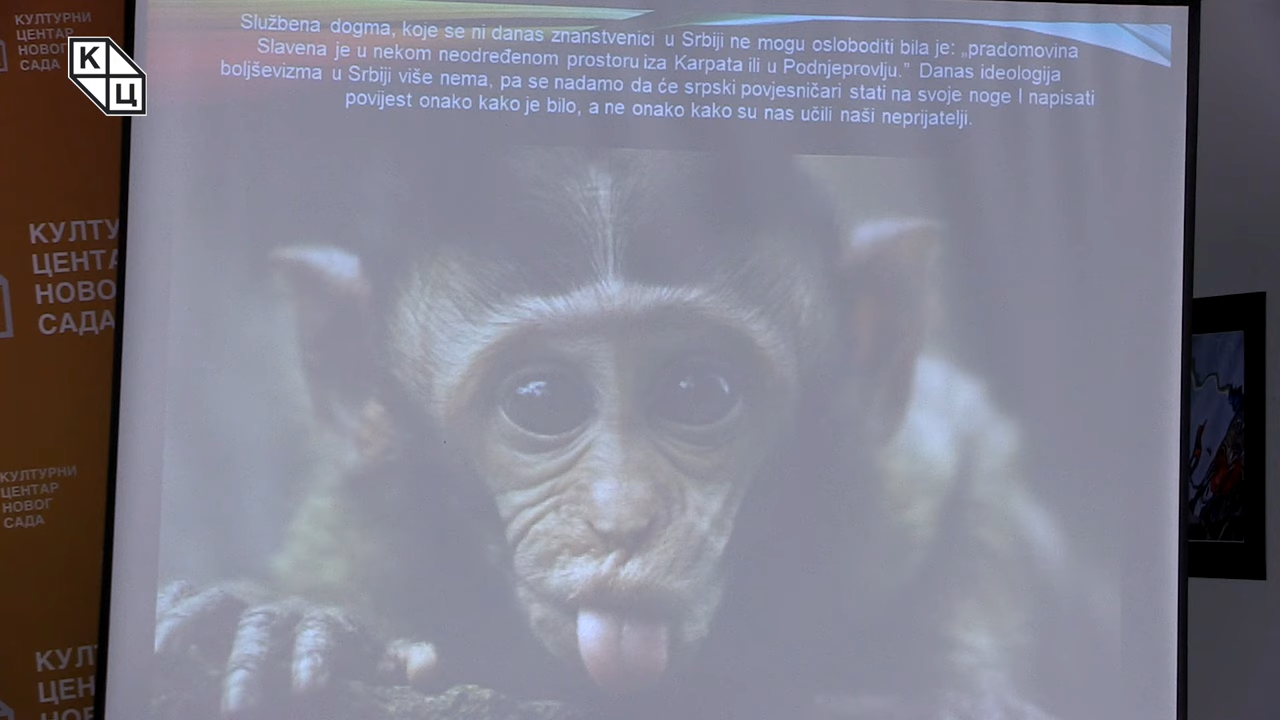 КУЛТУРНИ
ЦЕНТАР
НОВОГ
САДА
К
Ц
Službena dogma, koje se ni danas znanstvenici u Srbiji ne mogu osloboditi bila je: „pradomovina
Slavena je u nekom neodređenom prostoru iza Karpata ili u Podnjeprovlju.” Danas ideologija
boljševizma u Srbiji više nema, pa se nadamo da će srpski povjesničari stati na svoje noge I napisati
povijest onako kako je bilo, a ne onako kako su nas učili naši neprijatelji.
КУЛТУ
ЦЕНТА
НОВО
САДА
КУЛТУРНИ
ЦЕНТАР
НОВОГ
САДА
КУЛ
ЦЕН
НОВ